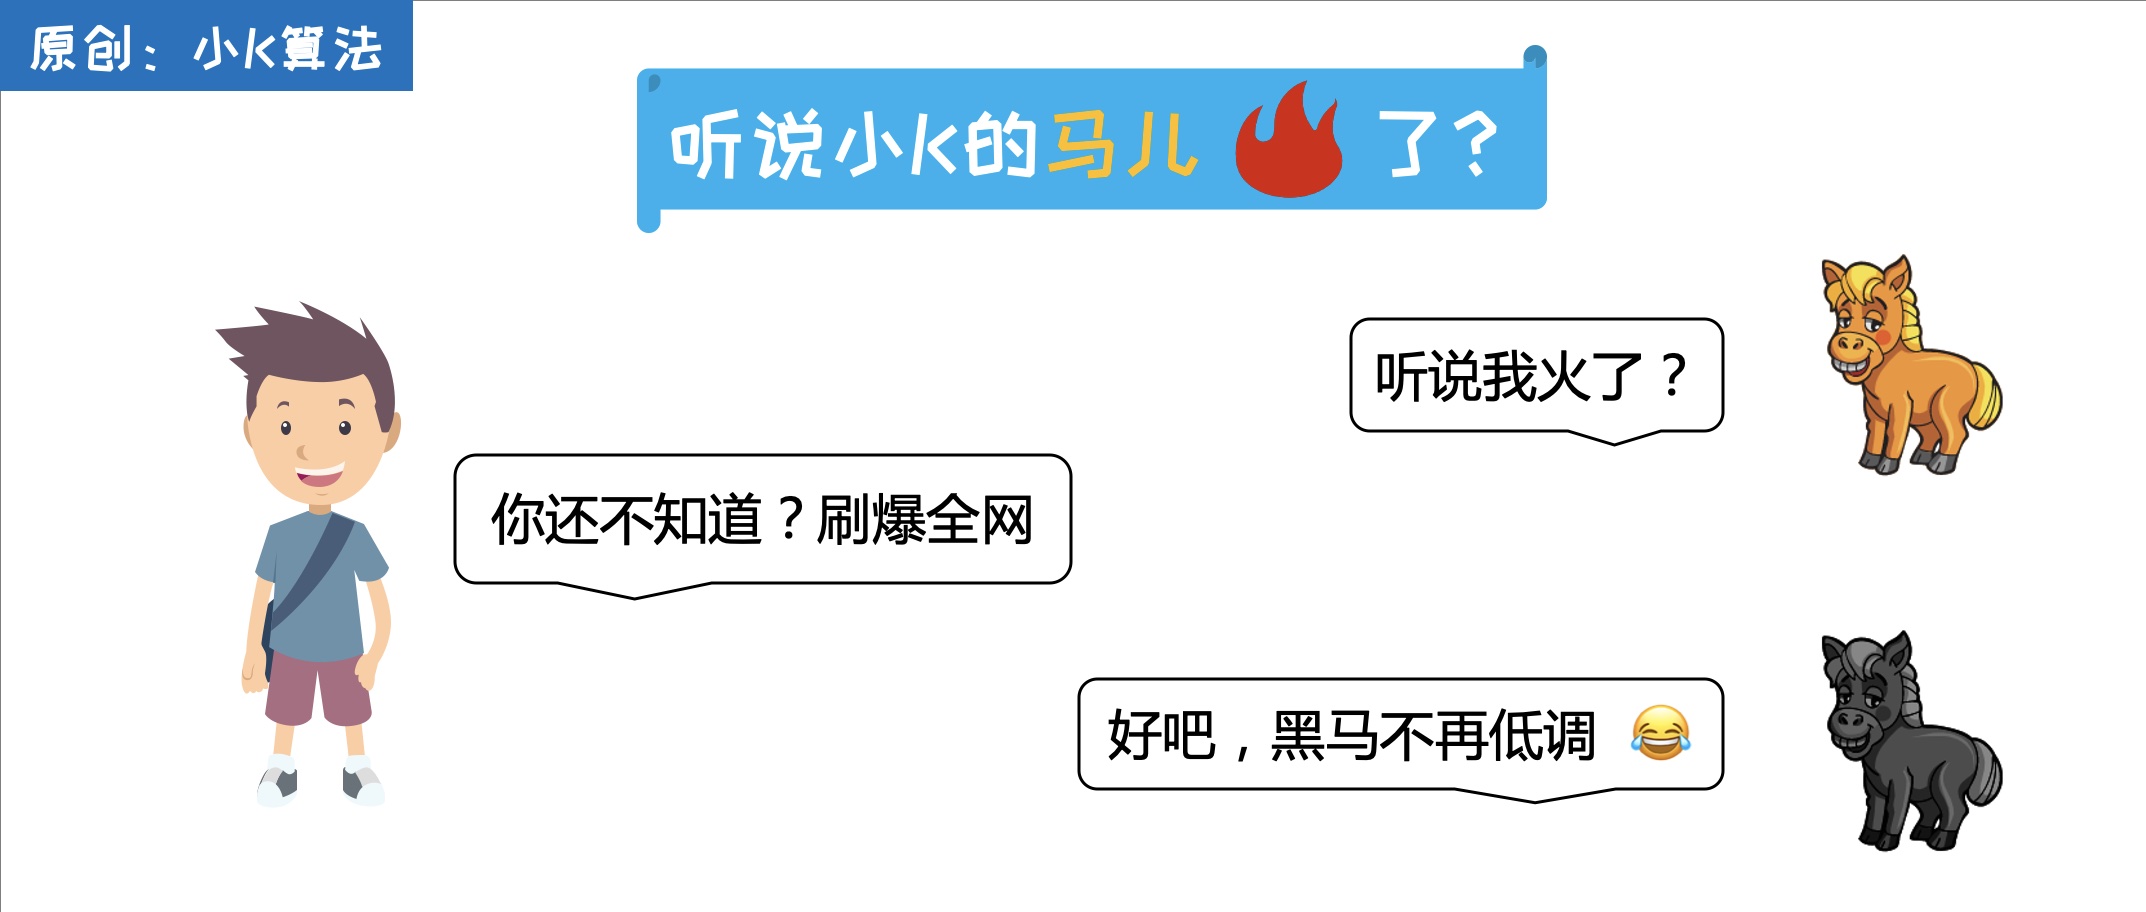 原创：小K算法
听说小K的马儿🔥了？
听说我火了？
你还不知道？刷爆全网
好吧，黑马不再低调 😂